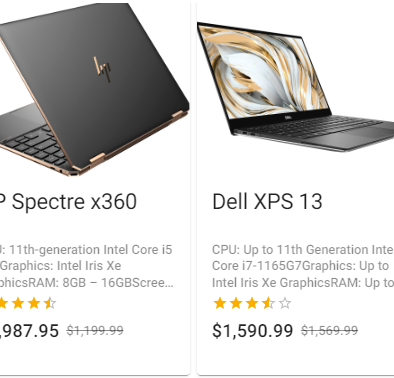 P Spectre x360
: 11th-generation Intel Core i5
Graphics: Intel Iris Xe
phicsRAM: 8GB – 16GBScree...
,987.95 $1,199.99
DELL
Dell XPS 13
CPU: Up to 11th Generation Inte
Core i7-1165G7Graphics: Up to
Intel Iris Xe GraphicsRAM: Up to
$1,590.99 $1,569.99